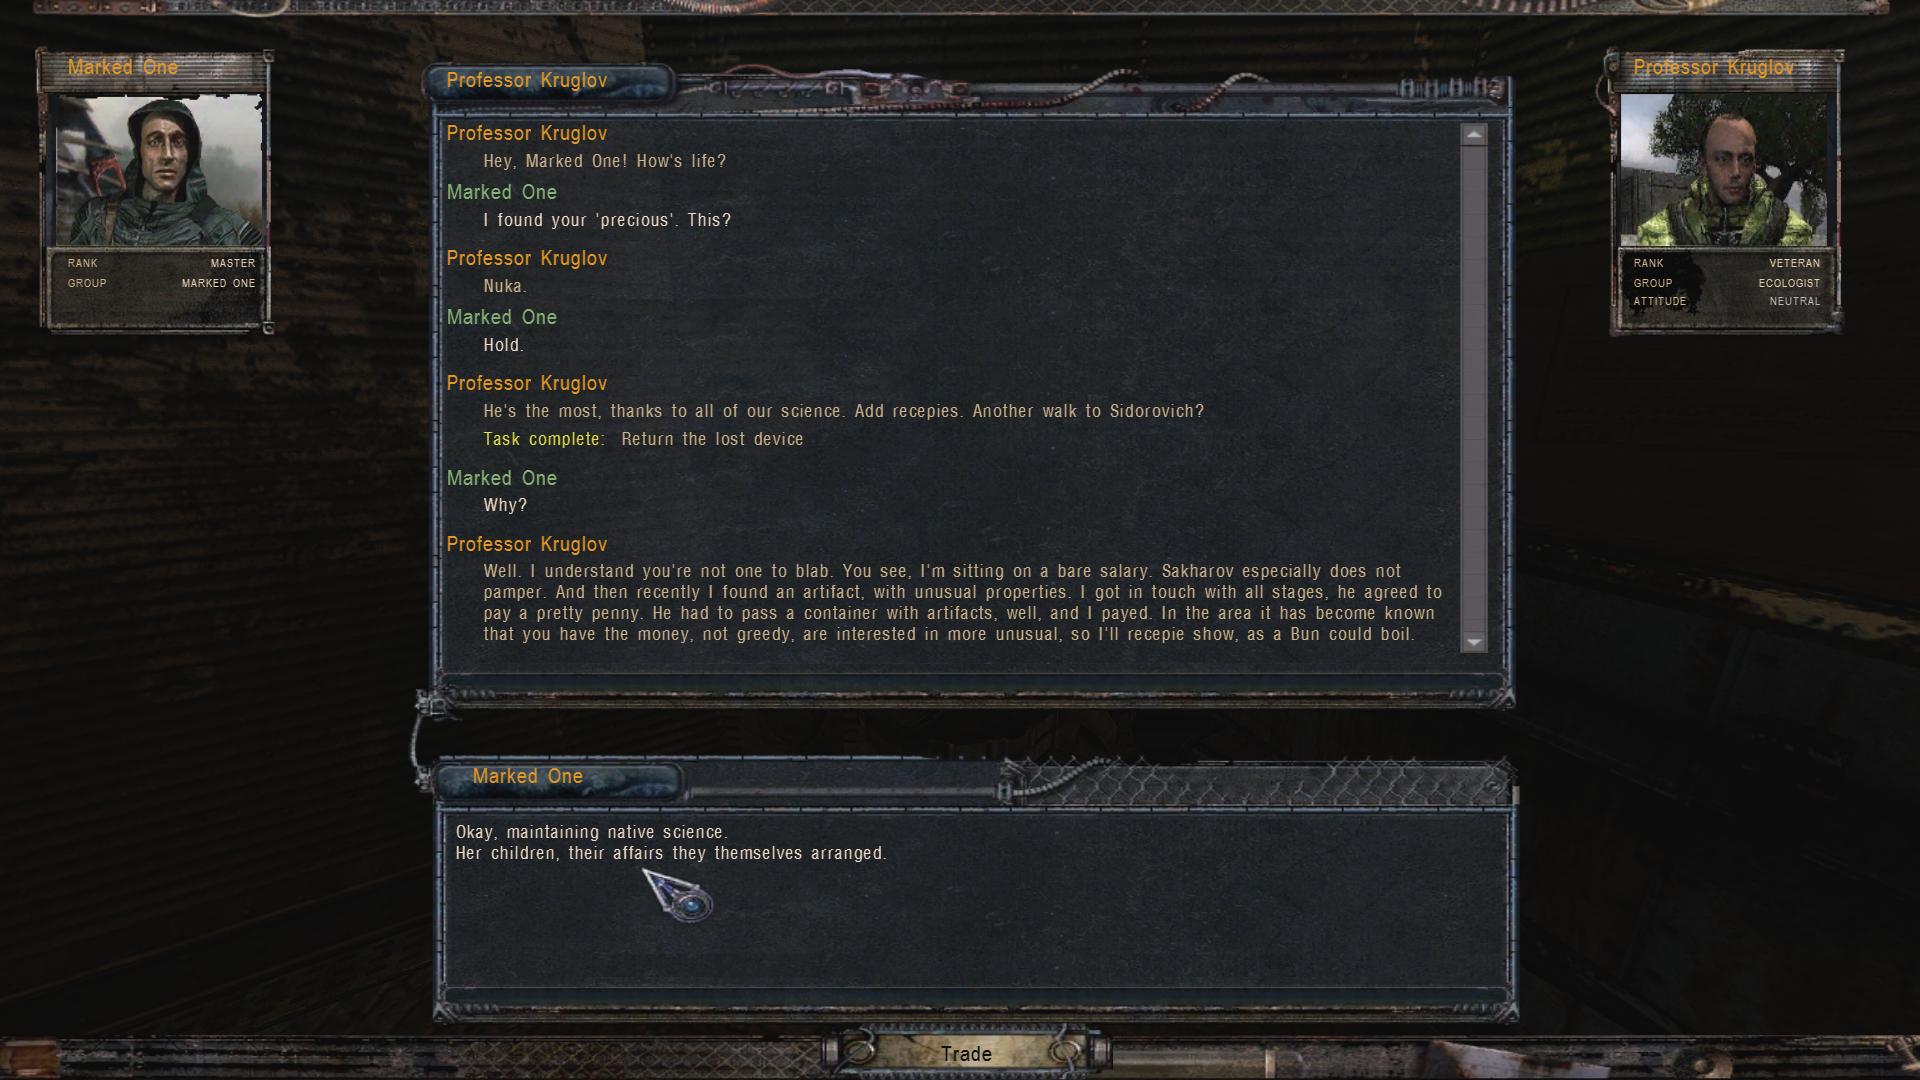 Marked One
RANK MASTER
GROUP MARKED ONE
Professor Kruglov
RANK VETERAN
GROUP ECOLOGIST
ATTITUDE NEUTRAL
Professor Kruglov
Professor Kruglov
Hey, Marked One! How's life?
Marked One
I found your 'precious'. This?
Professor Kruglov
Nuka.
Marked One
Hold.
Professor Kruglov
He's the most, thanks to all of our science. Add recepies. Another walk to Sidorovich?
Task complete: Return the lost device
Marked One
Why?
Professor Kruglov
Well. I understand you're not one to blab. You see, I'm sitting on a bare salary. Sakharov especially does not
pamper. And then recently I found an artifact, with unusual properties. I got in touch with all stages, he agreed to
pay a pretty penny. He had to pass a container with artifacts, well, and I payed. In the area it has become known
that you have the money, not greedy, are interested in more unusual, so I'll recepie show, as a Bun could boil.
Marked One
Okay, maintaining native science.
Her children, their affairs they themselves arranged.
Trade